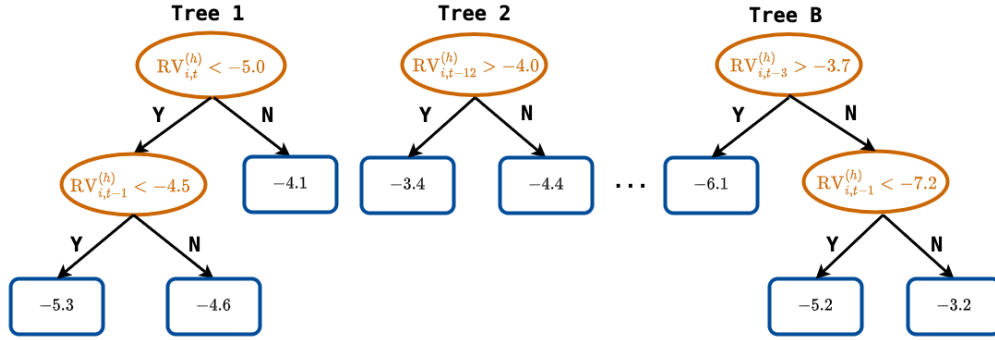 Tree 1 Tree 2 Tree B
RV_{i,t}^{(h)} < −5.0 RV_{i,t−12}^{(h)} > −4.0 RV_{i,t−3}^{(h)} > −3.7
Y N Y N Y N
RV_{i,t−1}^{(h)} < −4.5 −4.1 −3.4 −4.4 ... −6.1 RV_{i,t−1}^{(h)} < −7.2
Y N Y N
−5.3 −4.6 −5.2 −3.2